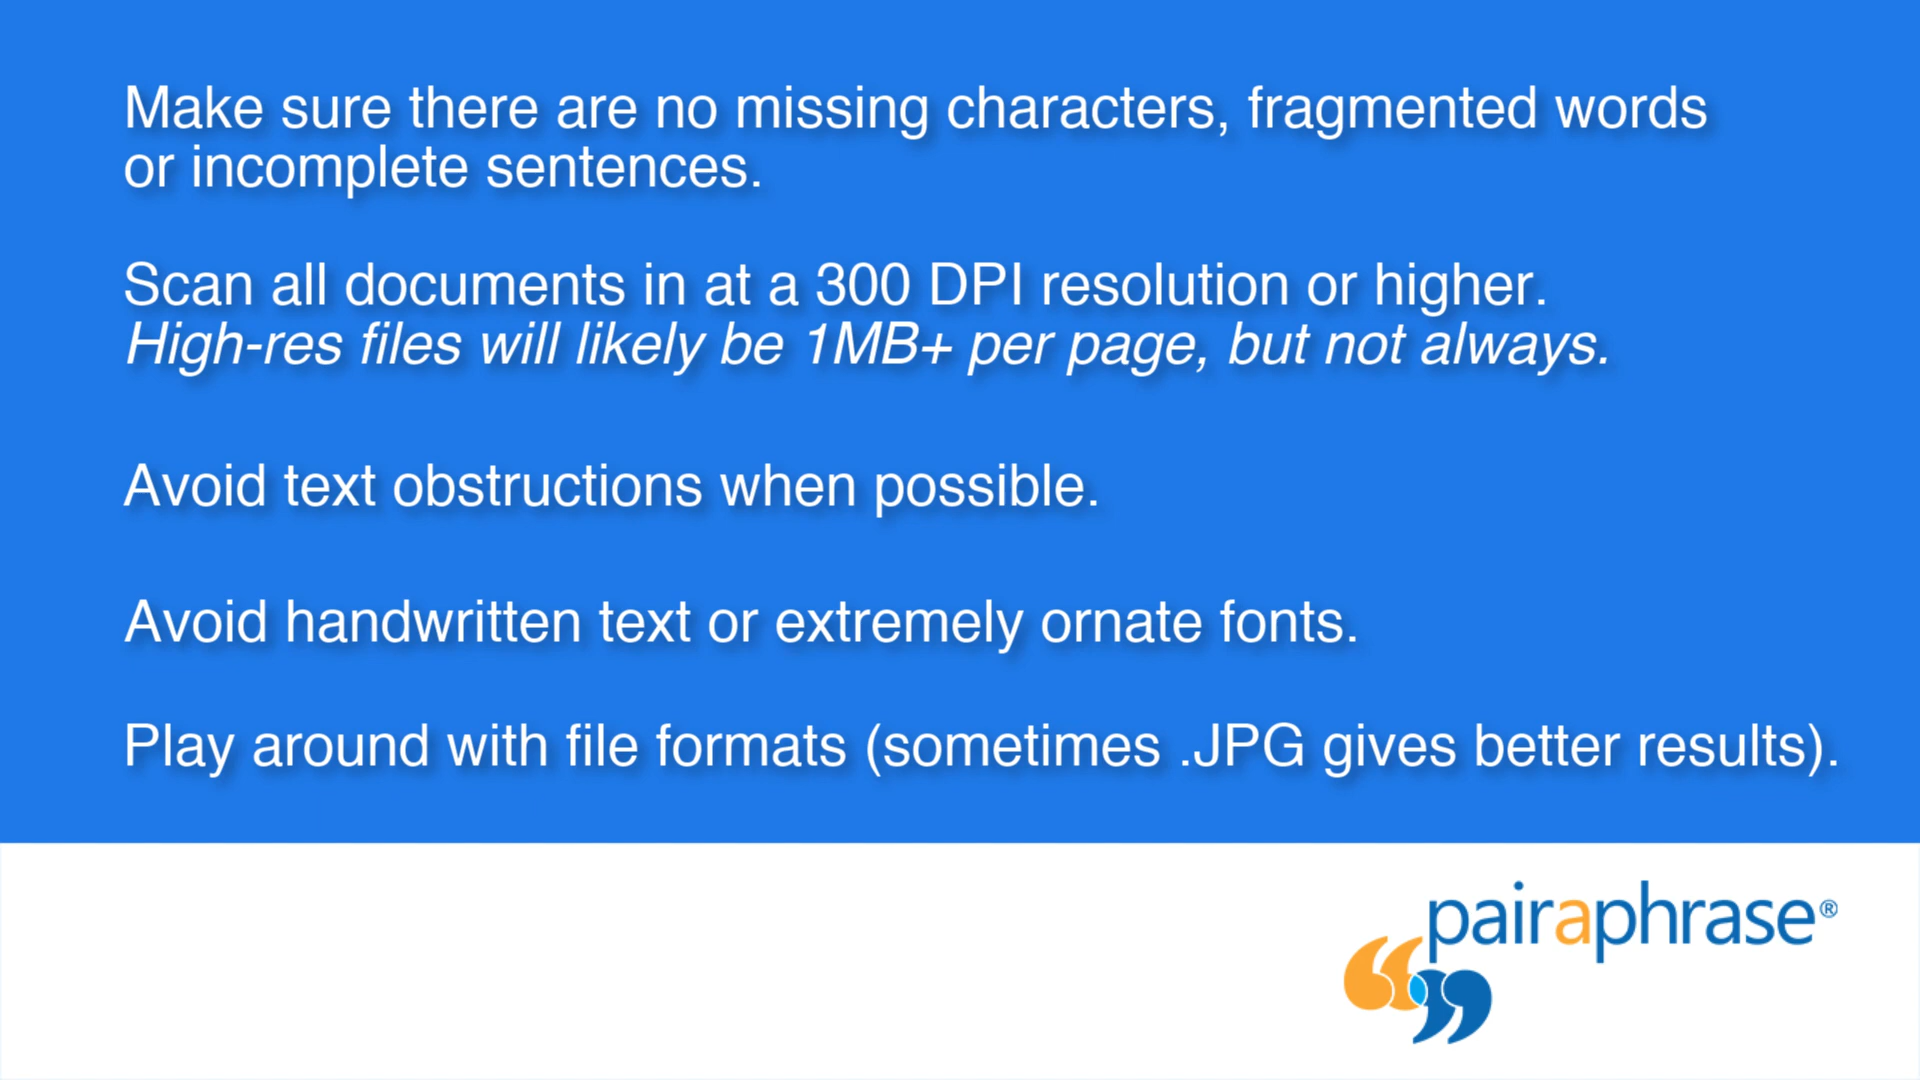 Make sure there are no missing characters, fragmented words
or incomplete sentences.
Scan all documents in at a 300 DPI resolution or higher.
High-res files will likely be 1MB+ per page, but not always.
Avoid text obstructions when possible.
Avoid handwritten text or extremely ornate fonts.
Play around with file formats (sometimes .JPG gives better results).
pairaphrase®